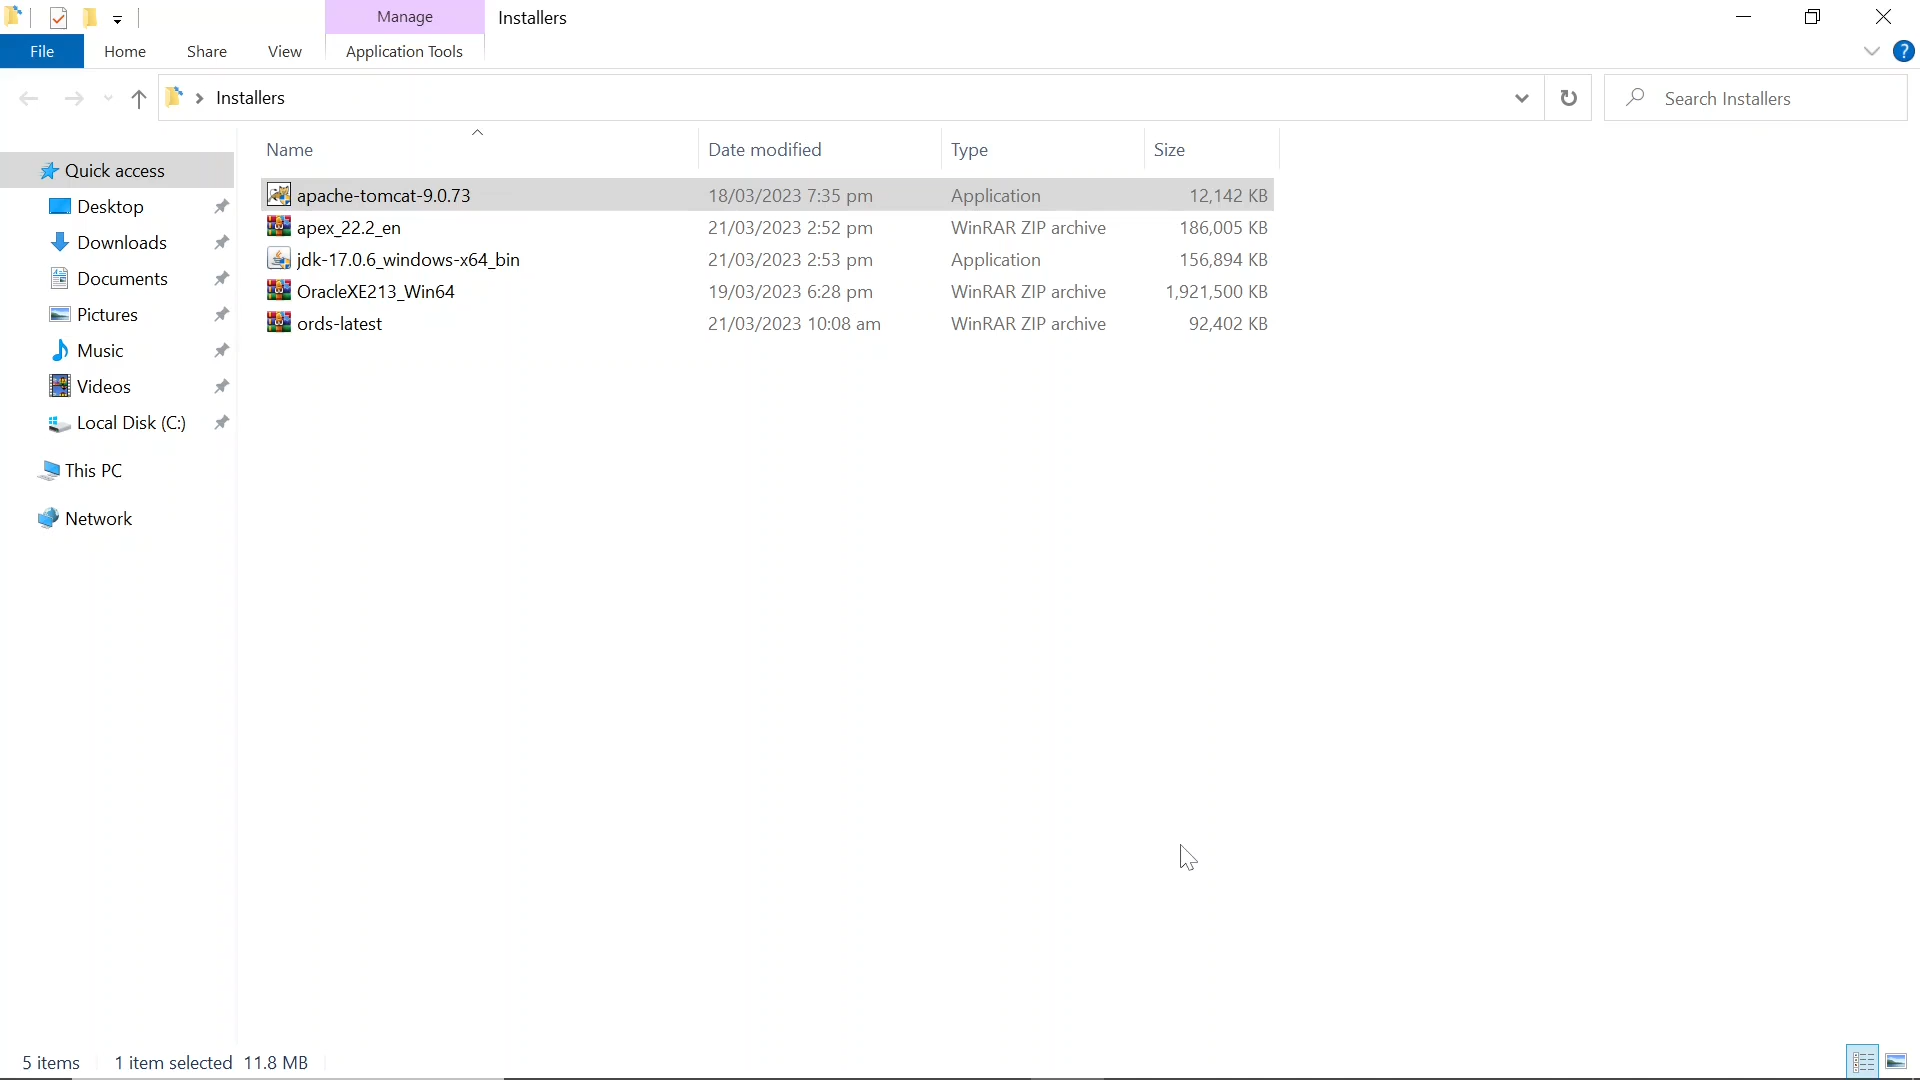 Manage
Installers
File
Home
Share
View
Application Tools
?
Installers
Search Installers
Name
Date modified
Type
Size
Quick access
Desktop
Downloads
Documents
Pictures
Music
Videos
Local Disk (C:)
This PC
Network
apache-tomcat-9.0.73 18/03/2023 7:35 pm Application 12,142 KB
apex_22.2_en 21/03/2023 2:52 pm WinRAR ZIP archive 186,005 KB
jdk-17.0.6_windows-x64_bin 21/03/2023 2:53 pm Application 156,894 KB
OracleXE213_Win64 19/03/2023 6:28 pm WinRAR ZIP archive 1,921,500 KB
ords-latest 21/03/2023 10:08 am WinRAR ZIP archive 92,402 KB
5 items 1 item selected 11.8 MB